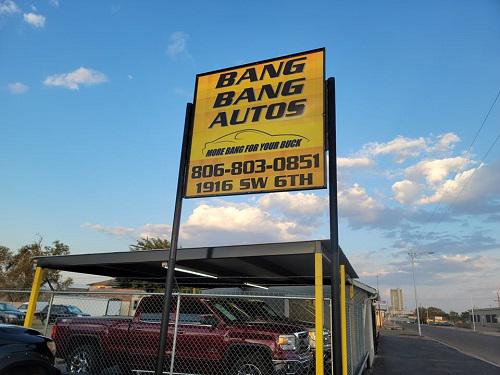 BANG
BANG
AUTOS
MORE BANG FOR YOUR BUCK
806-803-0851
1916 SW 6TH